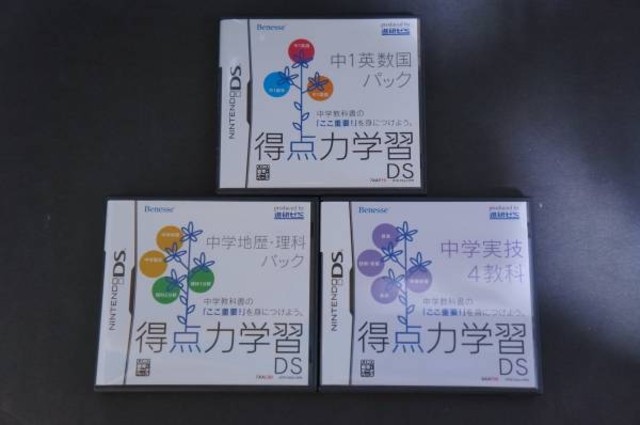 NINTENDO DS
Benesse
produced by
進研ゼミ
中1英数国
パック
中学教科書の
「ここ重要!」を身につけよう。
得点力学習
DS
NINTENDO DS
Benesse
produced by
進研ゼミ
中学地歴・理科
パック
中学教科書の
「ここ重要!」を身につけよう。
得点力学習
DS
NINTENDO DS
Benesse
produced by
進研ゼミ
中学実技
4教科
中学教科書の
「ここ重要!」を身につけよう。
得点力学習
DS